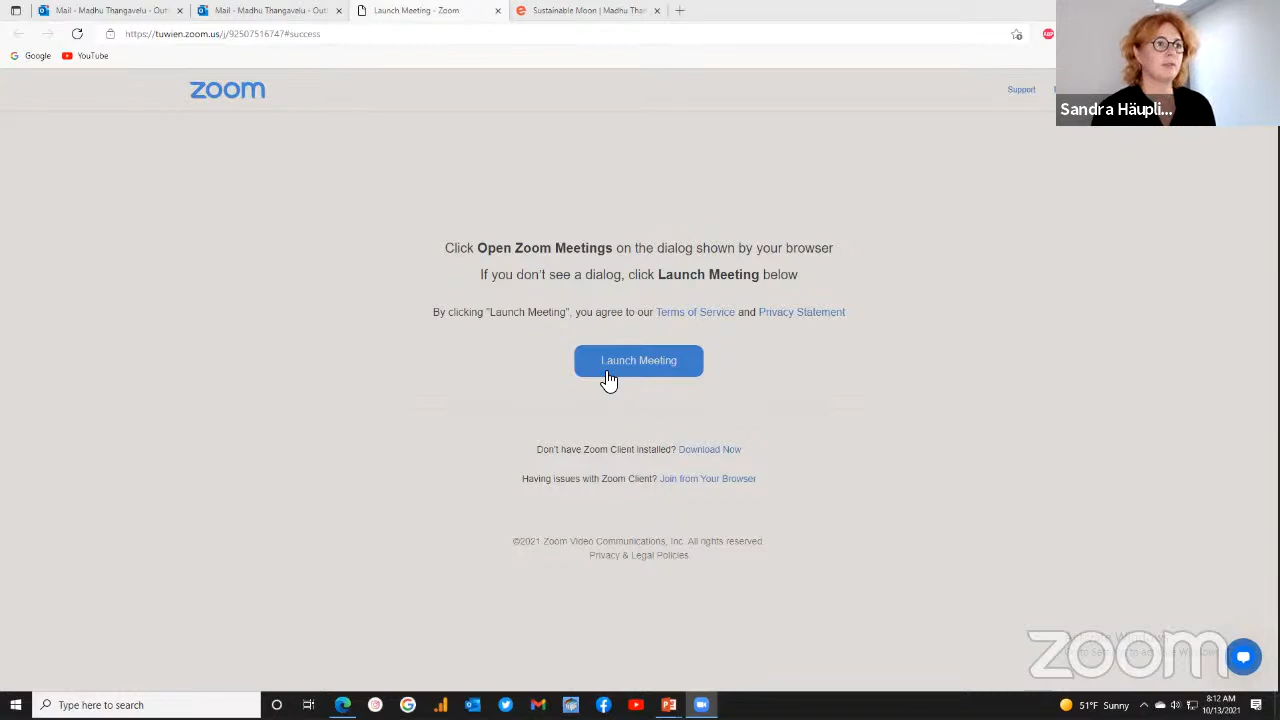 Mail - Madhu Thangavelu - Out
Mail - Madhu Thangavelu - Out
Launch Meeting - Zoom
Sustainable Moon | Madhu Than
https://tuwien.zoom.us/j/92507516747#success
ABP
Google
YouTube
zoom
Support
Sandra Häupli...
Click Open Zoom Meetings on the dialog shown by your browser
If you don't see a dialog, click Launch Meeting below
By clicking "Launch Meeting", you agree to our Terms of Service and Privacy Statement
Launch Meeting
Don't have Zoom Client installed? Download Now
Having issues with Zoom Client? Join from Your Browser
©2021 Zoom Video Communications, Inc. All rights reserved.
Privacy & Legal Policies
zoom
Type here to search
51°F Sunny
8:12 AM
10/13/2021